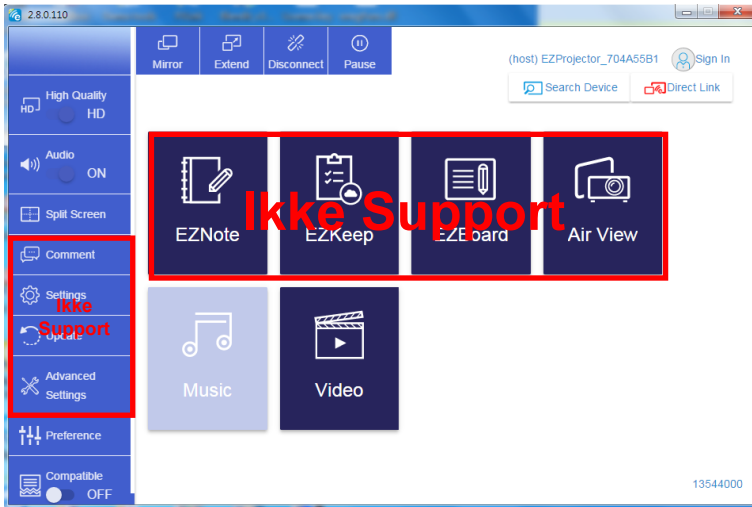 2.8.0.110
Mirror Extend Disconnect Pause
(host) EZProjector_704A55B1 Sign In
Search Device Direct Link
High Quality
HD HD
Audio
ON
Split Screen
Comment
Settings
Update
Advanced
Settings
Ikke
Support
Preference
Compatible
OFF
Ikke Support
EZNote EZKeep EZBoard Air View
Music Video
13544000